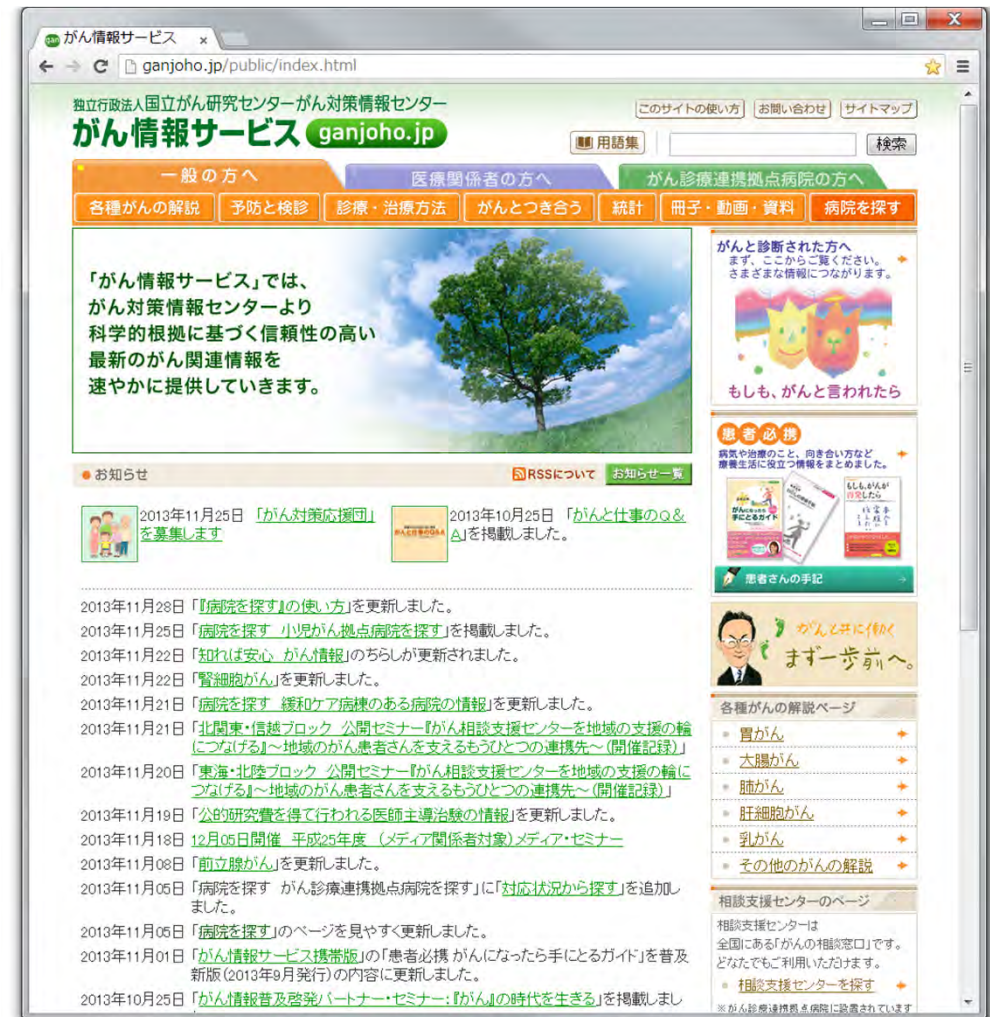 がん情報サービス
ganjoho.jp/public/index.html
独立行政法人国立がん研究センターがん対策情報センター
がん情報サービス ganjoho.jp
このサイトの使い方 お問い合わせ サイトマップ
用語集 検索
一般の方へ 医療関係者の方へ がん診療連携拠点病院の方へ
各種がんの解説 予防と検診 診療・治療方法 がんとつき合う 統計 冊子・動画・資料 病院を探す
「がん情報サービス」では、
がん対策情報センターより
科学的根拠に基づく信頼性の高い
最新のがん関連情報を
速やかに提供していきます。
お知らせ RSSについて お知らせ一覧
2013年11月25日 「がん対策応援団」
を募集します
2013年10月25日 「がんと仕事のQ&
A」を掲載しました。
がんと仕事のQ&A
2013年11月28日 「『病院を探す』の使い方」を更新しました。
2013年11月25日 「病院を探す 小児がん拠点病院を探す」を掲載しました。
2013年11月22日 「知れば安心 がん情報」のちらしが更新されました。
2013年11月22日 「腎細胞がん」を更新しました。
2013年11月21日 「病院を探す 緩和ケア病棟のある病院の情報」を更新しました。
2013年11月21日 「北関東・信越ブロック 公開セミナー『がん相談支援センターを地域の支援の輪
につなげる』～地域のがん患者さんを支えるもうひとつの連携先～(開催記録)」
2013年11月20日 「東海・北陸ブロック 公開セミナー『がん相談支援センターを地域の支援の輪に
つなげる』～地域のがん患者さんを支えるもうひとつの連携先～(開催記録)」
2013年11月19日 「公的研究費を得て行われる医師主導治験の情報」を更新しました。
2013年11月18日 12月05日開催 平成25年度 (メディア関係者対象)メディア・セミナー
2013年11月08日 「前立腺がん」を更新しました。
2013年11月05日 「病院を探す がん診療連携拠点病院を探す」に「対応状況から探す」を追加し
ました。
2013年11月05日 「病院を探す」のページを見やすく更新しました。
2013年11月01日 「がん情報サービス携帯版」の「患者必携 がんになったら手にとるガイド」を普及
新版(2013年9月発行)の内容に更新しました。
2013年10月25日 「がん情報普及啓発パートナー・セミナー:『がん』の時代を生きる」を掲載しまし
がんと診断された方へ
まず、ここからご覧ください。
さまざまな情報につながります。
もしも、がんと言われたら
患者必携
病気や治療のこと、向き合い方など
療養生活に役立つ情報をまとめました。
がんになったら
手にとるガイド
もしも、がんが
再発したら
患者さんの手記
がんと共に働く
まず一歩前へ。
各種がんの解説ページ
胃がん
大腸がん
肺がん
肝細胞がん
乳がん
その他のがんの解説
相談支援センターのページ
相談支援センターは
全国にある「がんの相談窓口」です。
どなたでもご利用いただけます。
相談支援センターを探す
※がん診療連携拠点病院に設置されています